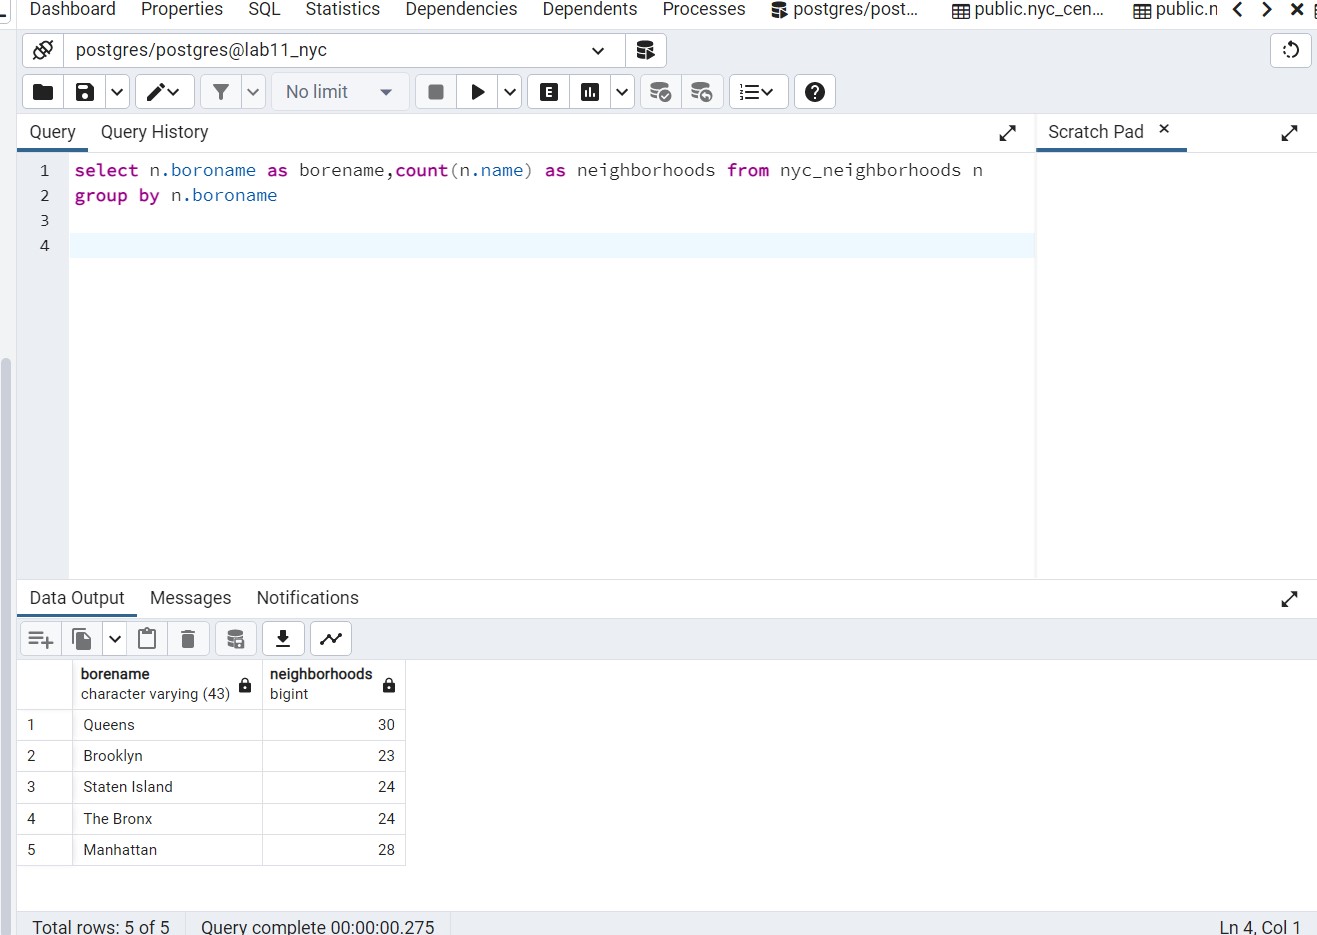 Dashboard Properties SQL Statistics Dependencies Dependents Processes postgres/post... public.nyc_cen... public.n
postgres/postgres@lab11_nyc
No limit E
Query Query History Scratch Pad
1 select n.boroname as borename,count(n.name) as neighborhoods from nyc_neighborhoods n
2 group by n.boroname
3
4
Data Output Messages Notifications
borename neighborhoods
character varying (43) bigint
1 Queens 30
2 Brooklyn 23
3 Staten Island 24
4 The Bronx 24
5 Manhattan 28
Total rows: 5 of 5 Query complete 00:00:00.275 Ln 4, Col 1